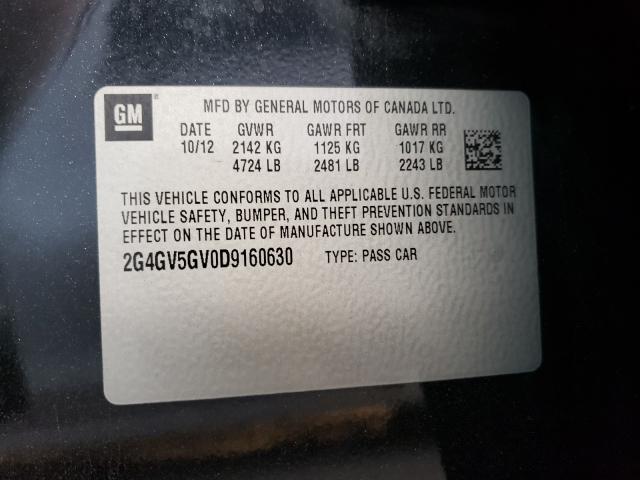 GM
MFD BY GENERAL MOTORS OF CANADA LTD.
DATE GVWR GAWR FRT GAWR RR
10/12 2142 KG 1125 KG 1017 KG
4724 LB 2481 LB 2243 LB
THIS VEHICLE CONFORMS TO ALL APPLICABLE U.S. FEDERAL MOTOR
VEHICLE SAFETY, BUMPER, AND THEFT PREVENTION STANDARDS IN
EFFECT ON THE DATE OF MANUFACTURE SHOWN ABOVE.
2G4GV5GV0D9160630 TYPE: PASS CAR